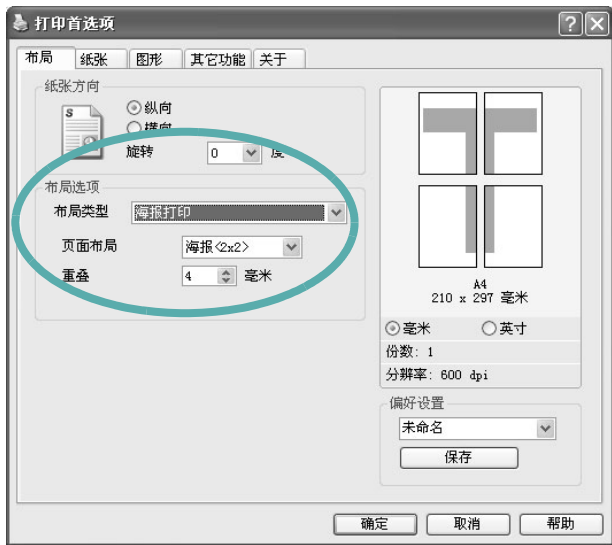 打印首选项
布局 纸张 图形 其它功能 关于
纸张方向
S
纵向
横向
旋转 0 度
布局选项
布局类型 海报打印
页面布局 海报<2x2>
重叠 4 毫米
A4
210 x 297 毫米
毫米 英寸
份数: 1
分辨率: 600 dpi
偏好设置
未命名
保存
确定 取消 帮助